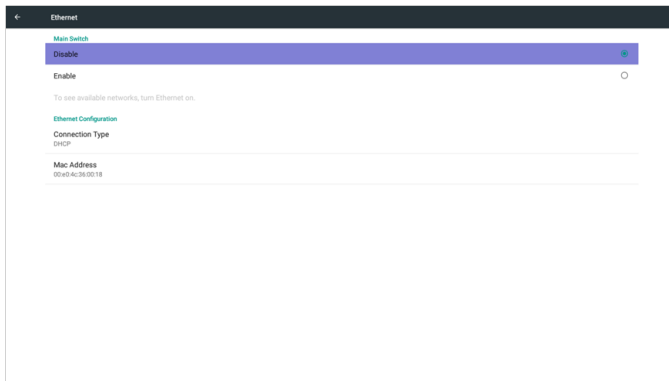 Ethernet
Main Switch
Disable
Enable
To see available networks, turn Ethernet on.
Ethernet Configuration
Connection Type
DHCP
Mac Address
00:e0:4c:36:00:18